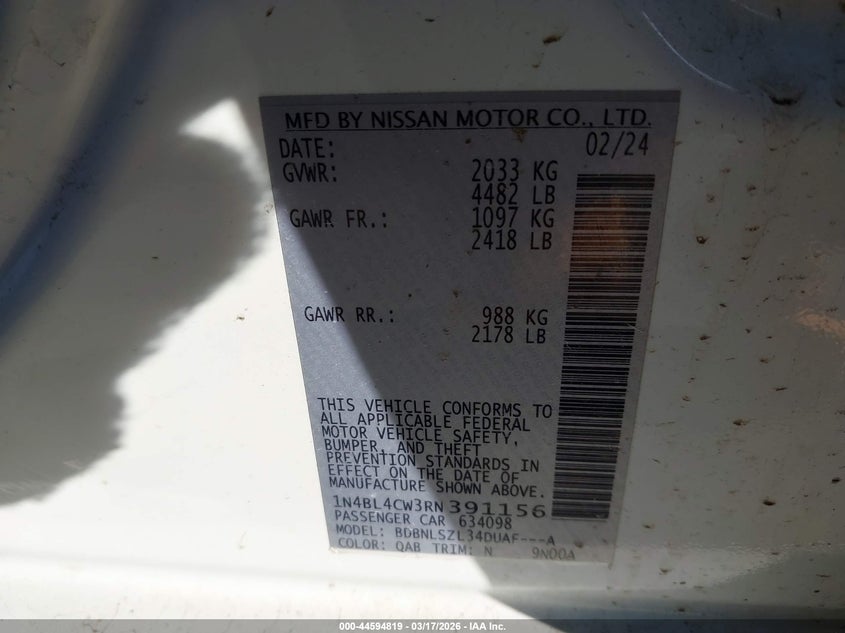 MFD BY NISSAN MOTOR CO., LTD.
DATE: 02/24
GVWR: 2033 KG
4482 LB
GAWR FR.: 1097 KG
2418 LB
GAWR RR.: 988 KG
2178 LB
THIS VEHICLE CONFORMS TO
ALL APPLICABLE FEDERAL
MOTOR VEHICLE SAFETY,
BUMPER, AND THEFT
PREVENTION STANDARDS IN
EFFECT ON THE DATE OF
MANUFACTURE SHOWN ABOVE.
1N4BL4CW3RN391156
PASSENGER CAR 634098
MODEL: BDBNLSZL34DUAF---A
COLOR: QAB TRIM: N 9N00A
000-44594819 - 03/17/2026 - IAA Inc.